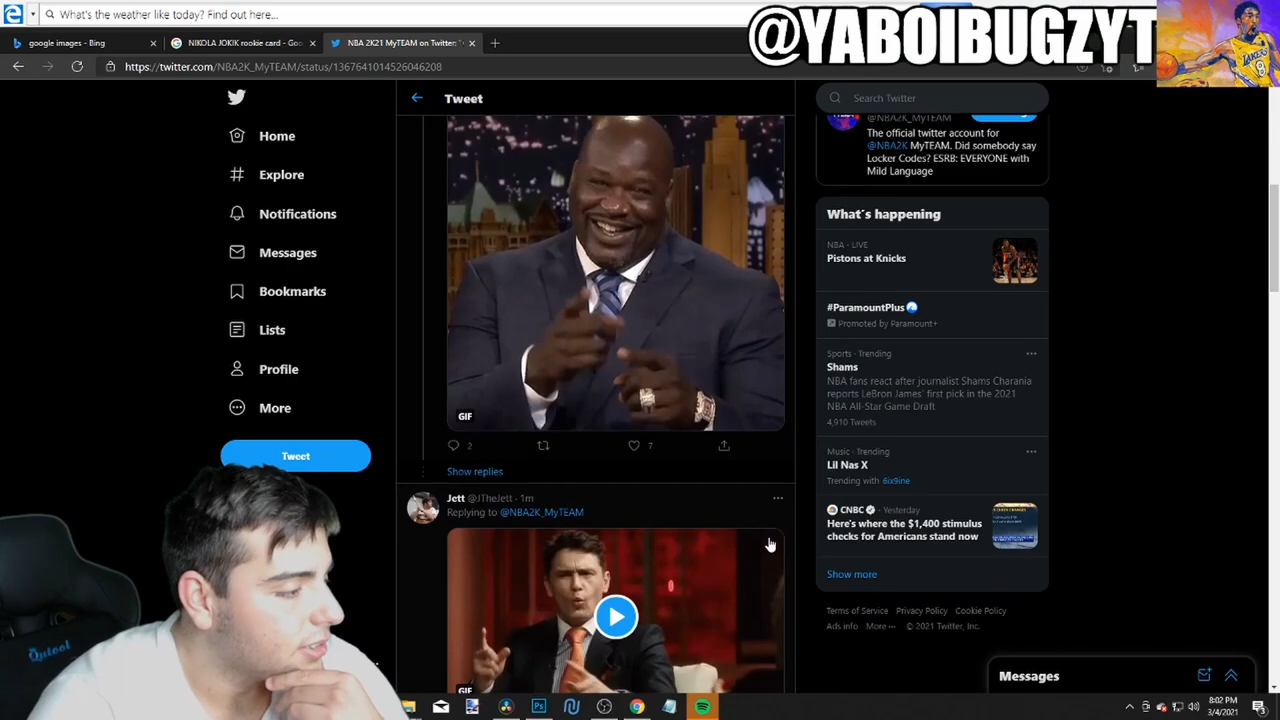 What's the weather like today? Find out here...
@YABOIBUGZYT
google images - Bing
NIKOLA JOKIK rookie card - Goo
NBA 2K21 MyTEAM on Twitter
https://twitter.com/NBA2K_MyTEAM/status/1367641014526046208
Tweet
Search Twitter
Home
Explore
Notifications
Messages
Bookmarks
Lists
Profile
More
Tweet
GIF
2
7
Show replies
Jett @JTheJett · 1m
Replying to @NBA2K_MyTEAM
GIF
@NBA2K_MyTEAM
The official twitter account for
@NBA2K MyTEAM. Did somebody say
Locker Codes? ESRB: EVERYONE with
Mild Language
What's happening
NBA · LIVE
Pistons at Knicks
#ParamountPlus
Promoted by Paramount+
Sports · Trending
Shams
NBA fans react after journalist Shams Charania
reports LeBron James' first pick in the 2021
NBA All-Star Game Draft
4,910 Tweets
Music · Trending
Lil Nas X
Trending with 6ix9ine
CNBC · Yesterday
Here's where the $1,400 stimulus
checks for Americans stand now
Show more
Terms of Service Privacy Policy Cookie Policy
Ads info More ··· © 2021 Twitter, Inc.
Messages
8:02 PM
3/4/2021